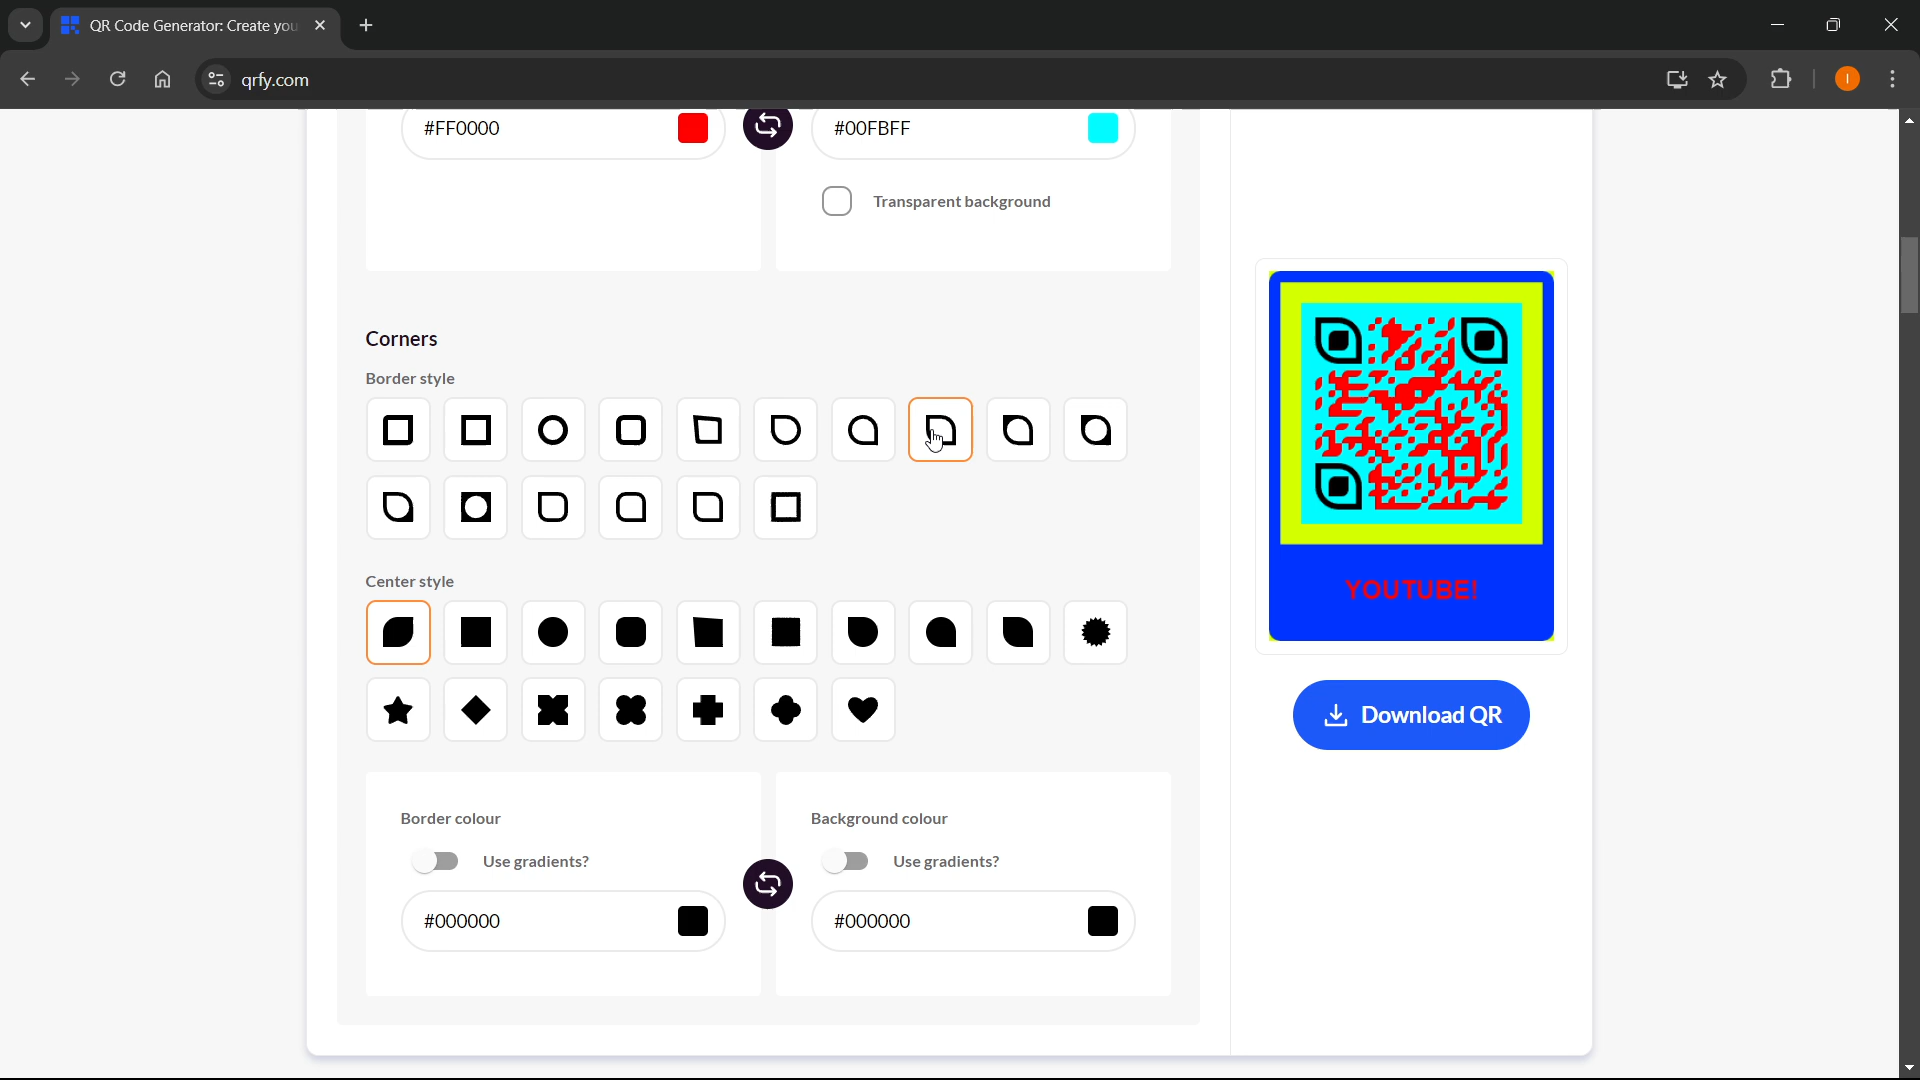 QR Code Generator: Create you
qrfy.com
I
#FF0000
#00FBFF
Transparent background
Corners
Border style
Center style
Border colour
Background colour
Use gradients?
Use gradients?
#000000
#000000
YOUTUBE!
Download QR